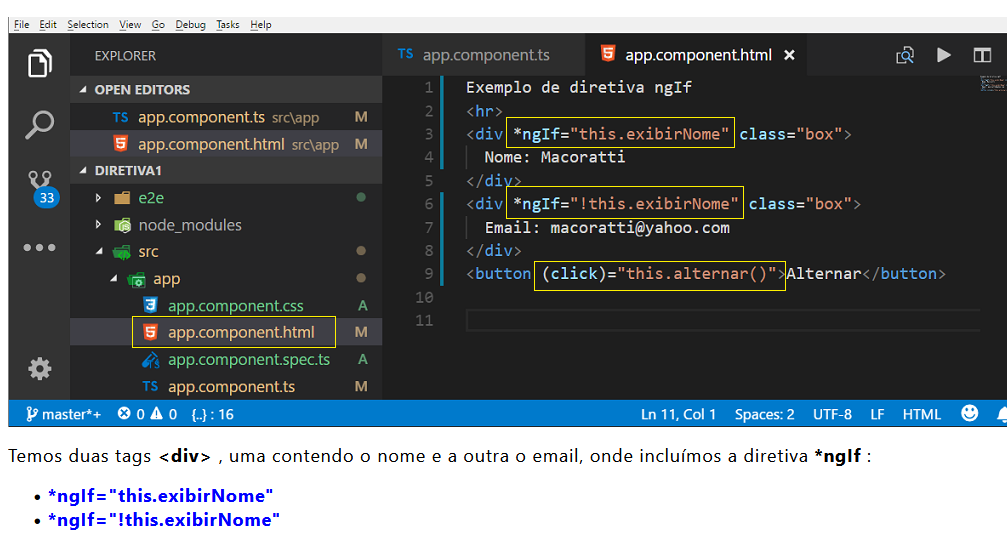 File Edit Selection View Go Debug Tasks Help
EXPLORER
OPEN EDITORS
TS app.component.ts src\app M
app.component.html src\app M
DIRETIVA1
e2e
node_modules
src
app
app.component.css A
app.component.html M
app.component.spec.ts A
TS app.component.ts M
33
TS app.component.ts app.component.html ×
1 Exemplo de diretiva ngIf
2 <hr>
3 <div *ngIf="this.exibirNome" class="box">
4 Nome: Macoratti
5 </div>
6 <div *ngIf="!this.exibirNome" class="box">
7 Email: macoratti@yahoo.com
8 </div>
9 <button (click)="this.alternar()">Alternar</button>
10
11
master*+ 0 0 {..} : 16 Ln 11, Col 1 Spaces: 2 UTF-8 LF HTML
Temos duas tags <div> , uma contendo o nome e a outra o email, onde incluímos a diretiva *ngIf :
• *ngIf="this.exibirNome"
• *ngIf="!this.exibirNome"